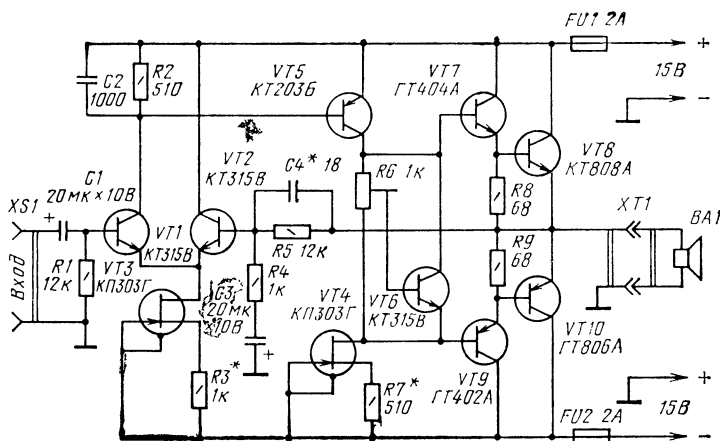 FU1 2A
+
15В
−
VT5
КТ203Б
VT7
ГТ404А
R2
510
C2
1000
VT8
КТ808А
C4* 18
R6 1к
VT2
КТ315В
C1
20мк×10В
XS1
+
Вход
R1
12к
VT1
КТ315В
VT3
КП303Г
R5 12к
R4
1к
C3
20мк
×10В
+
R8
68
R9
68
XT1
BA1
VT4
КП303Г
VT6
КТ315В
VT10
ГТ806А
VT9
ГТ402А
R3*
1к
R7*
510
−
+
15В
FU2 2A